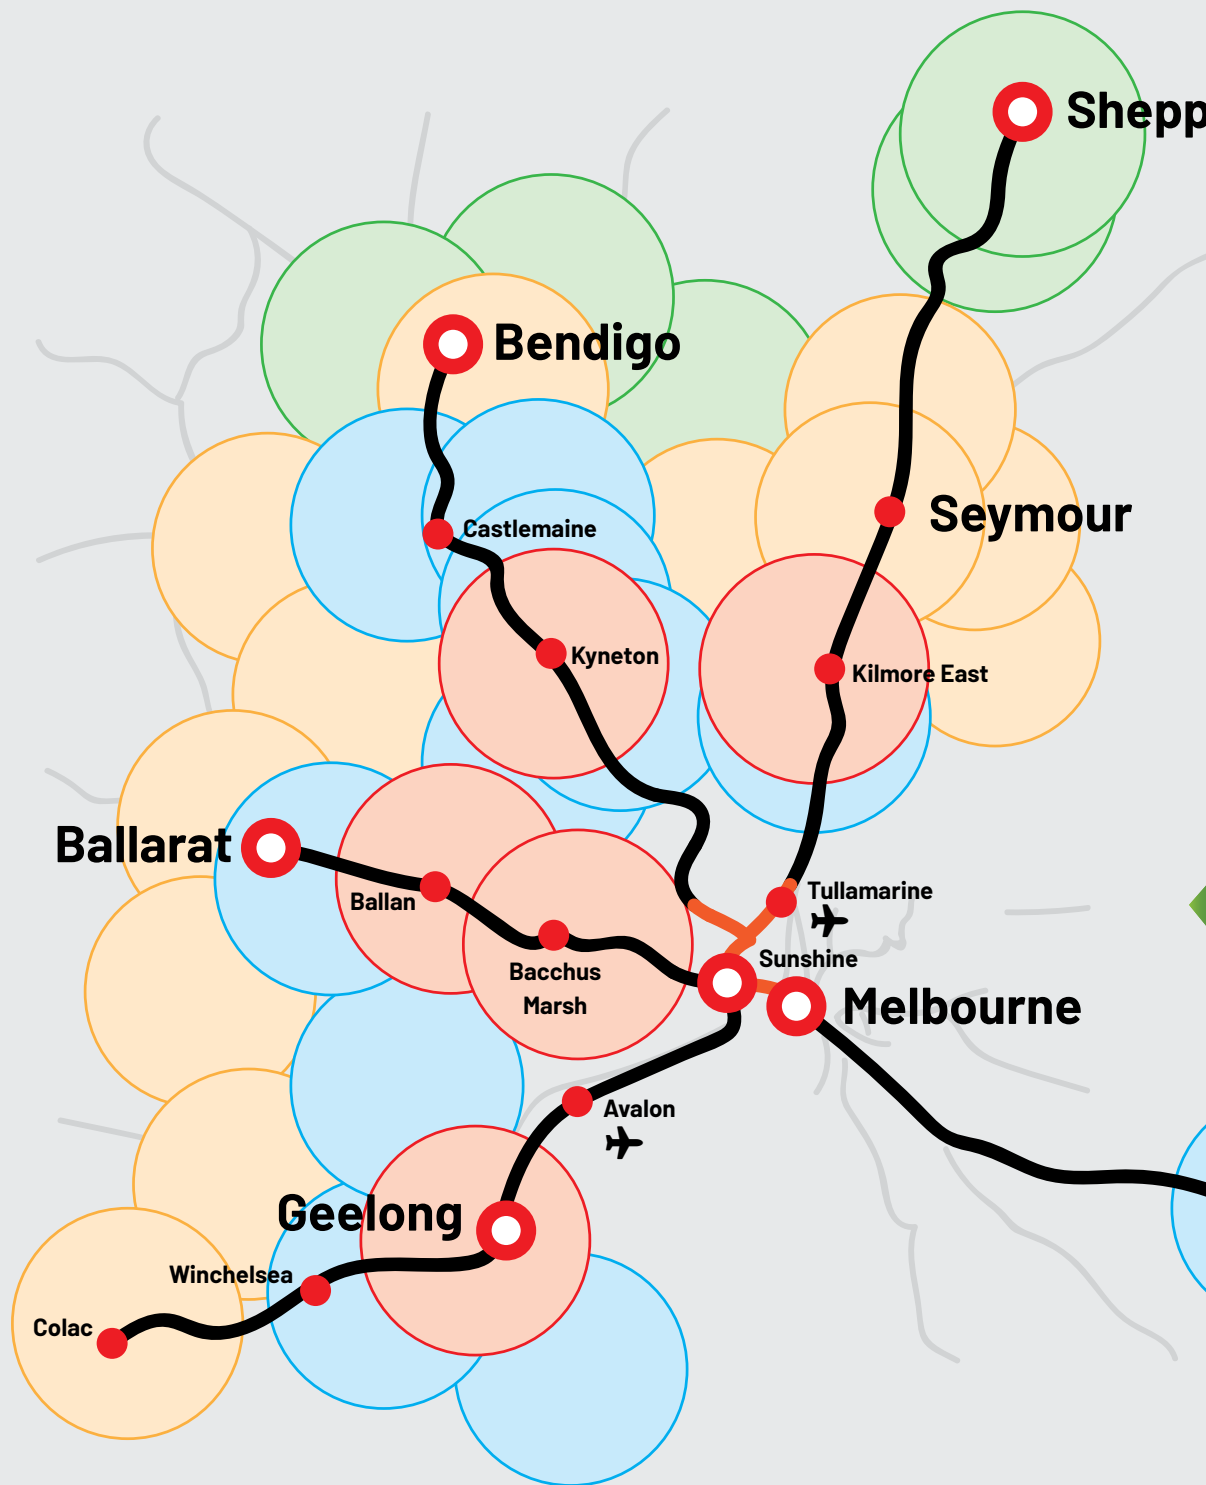 Shepp
Bendigo
Seymour
Castlemaine
Kyneton
Kilmore East
Ballarat
Ballan
Tullamarine
Bacchus
Marsh
Sunshine
Melbourne
Avalon
Geelong
Winchelsea
Colac